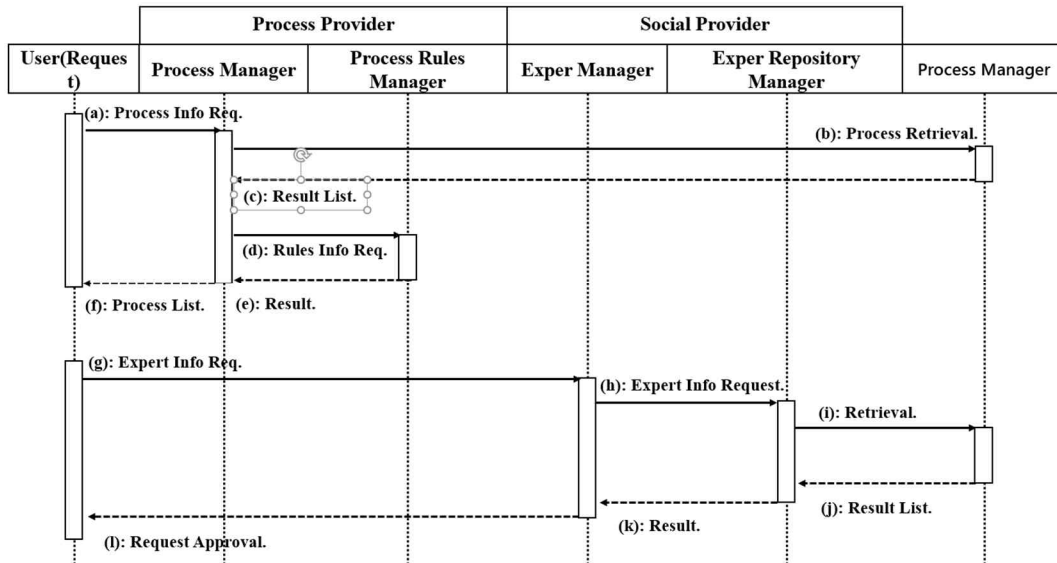 Process Provider
Social Provider
User(Reques
t)
Process Manager
Process Rules
Manager
Exper Manager
Exper Repository
Manager
Process Manager
(a): Process Info Req.
(b): Process Retrieval.
(c): Result List.
(d): Rules Info Req.
(e): Result.
(f): Process List.
(g): Expert Info Req.
(h): Expert Info Request.
(i): Retrieval.
(j): Result List.
(k): Result.
(l): Request Approval.